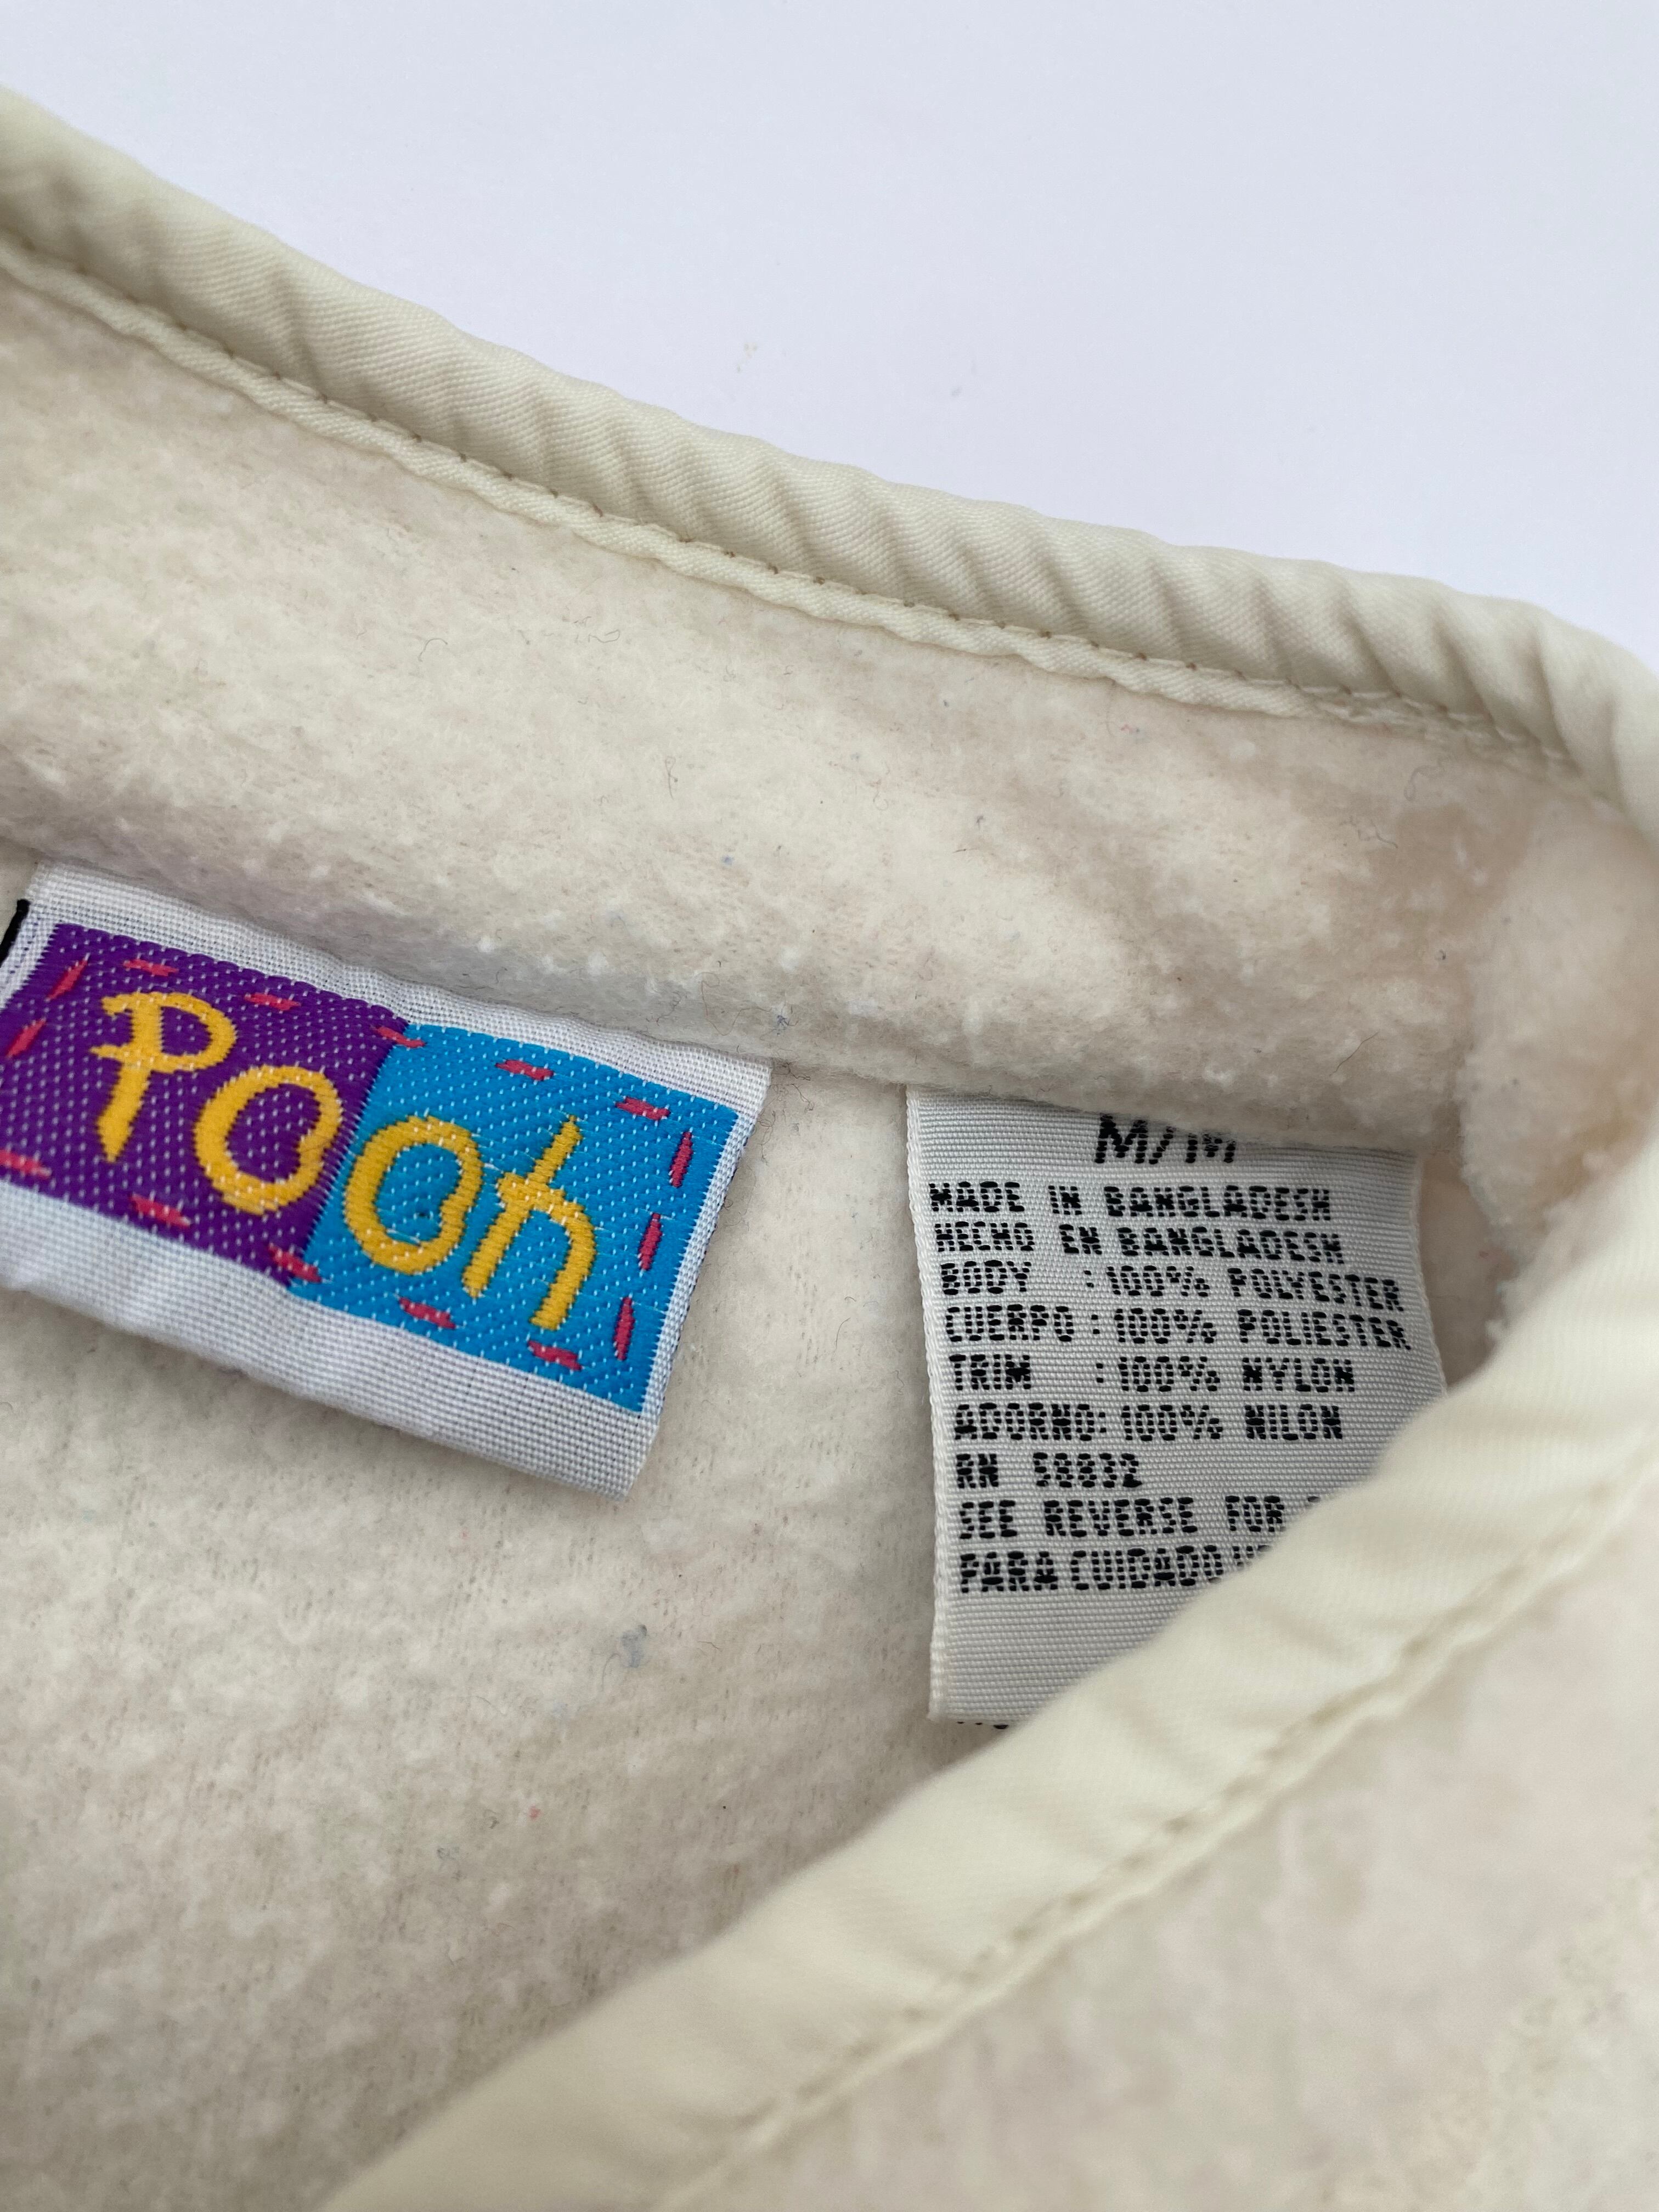 Pooh
M/M
MADE IN BANGLADESH
HECHO EN BANGLADESH
BODY : 100% POLYESTER
CUERPO : 100% POLIESTER
TRIM : 100% NYLON
ADORNO: 100% NILON
RN 58832
SEE REVERSE FOR
PARA CUIDADO